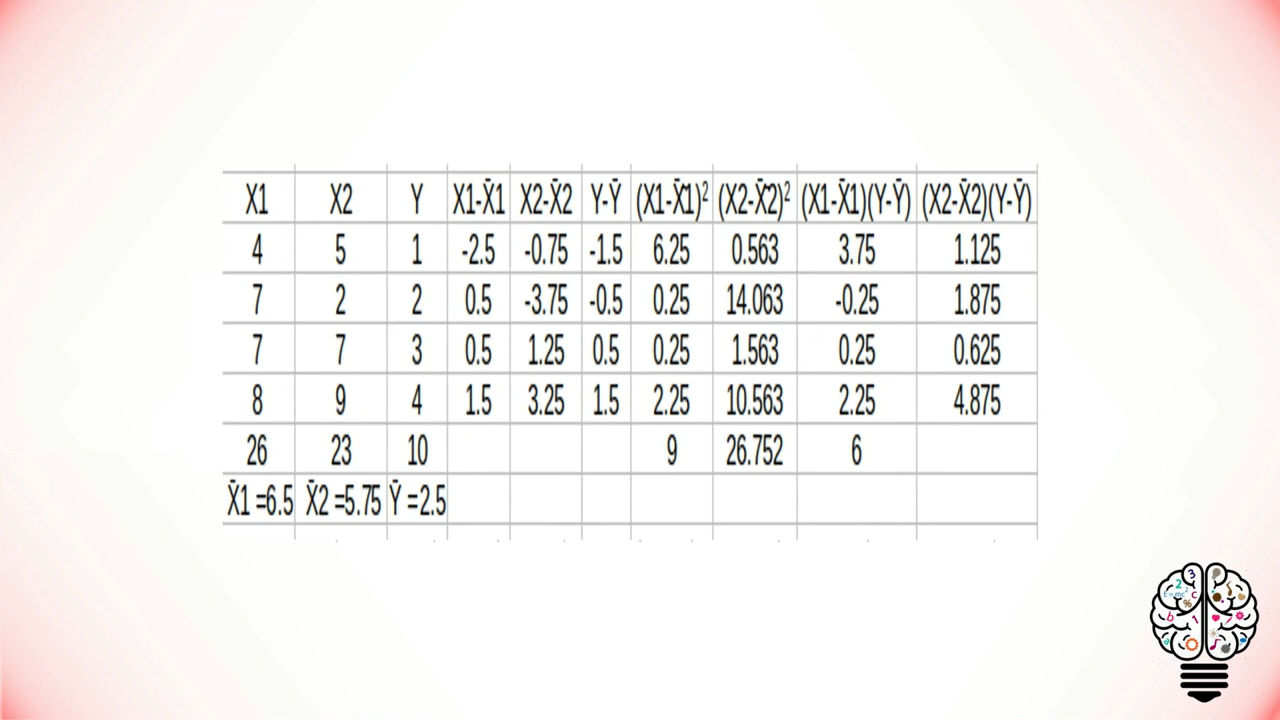 X1 X2 Y X1-X̄1 X2-X̄2 Y-Ȳ (X1-X̄1)² (X2-X̄2)² (X1-X̄1)(Y-Ȳ) (X2-X̄2)(Y-Ȳ)
4 5 1 -2.5 -0.75 -1.5 6.25 0.563 3.75 1.125
7 2 2 0.5 -3.75 -0.5 0.25 14.063 -0.25 1.875
7 7 3 0.5 1.25 0.5 0.25 1.563 0.25 0.625
8 9 4 1.5 3.25 1.5 2.25 10.563 2.25 4.875
26 23 10 9 26.752 6
X̄1 =6.5 X̄2 =5.75 Ȳ =2.5